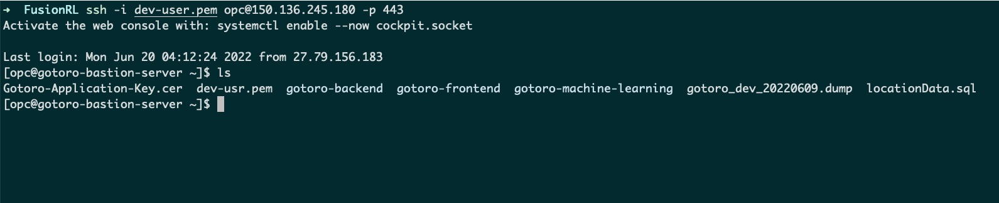 ➜  FusionRL ssh -i dev-user.pem opc@150.136.245.180 -p 443
Activate the web console with: systemctl enable --now cockpit.socket
Last login: Mon Jun 20 04:12:24 2022 from 27.79.156.183
[opc@gotoro-bastion-server ~]$ ls
Gotoro-Application-Key.cer  dev-usr.pem  gotoro-backend  gotoro-frontend  gotoro-machine-learning  gotoro_dev_20220609.dump  locationData.sql
[opc@gotoro-bastion-server ~]$